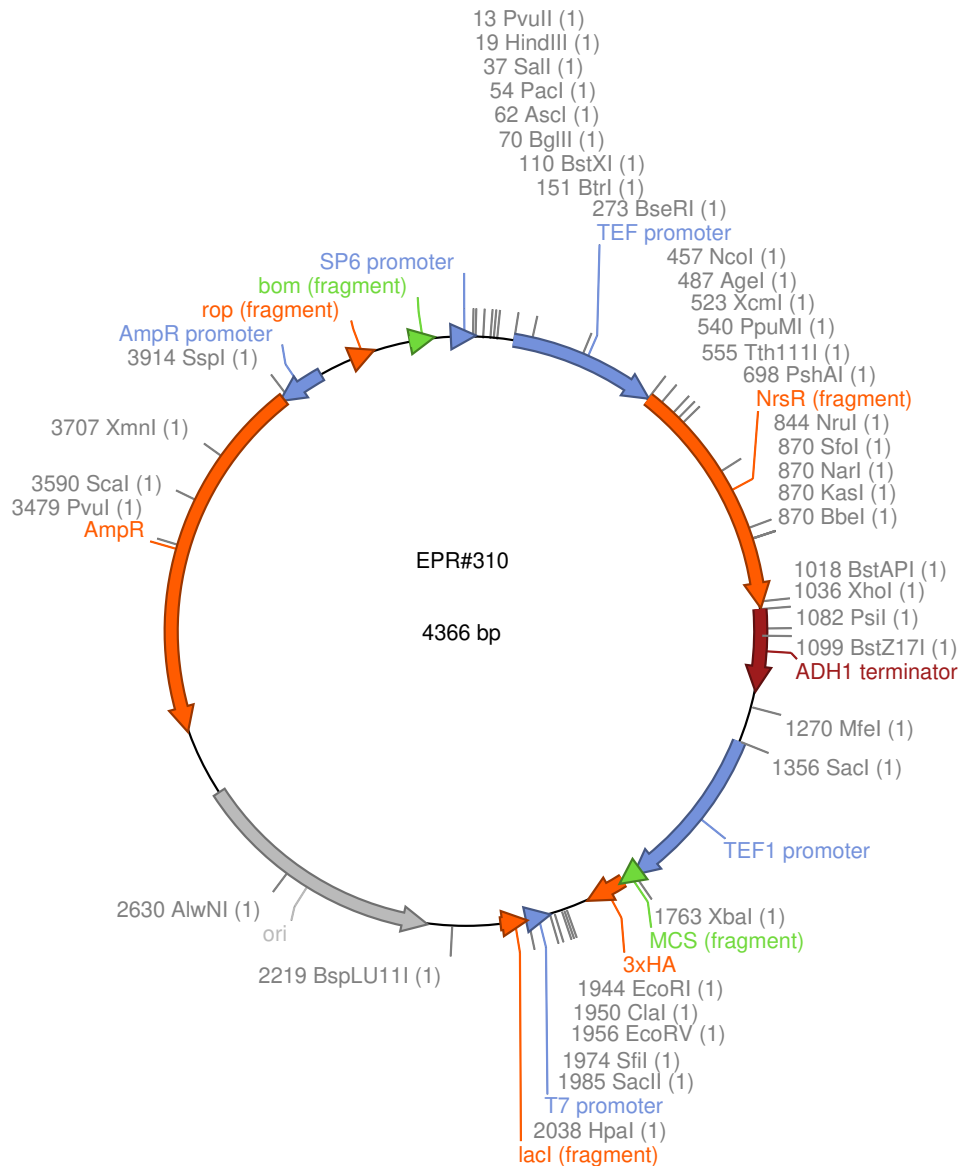 13 PvuII (1)
19 HindIII (1)
37 SalI (1)
54 PacI (1)
62 AscI (1)
70 BglII (1)
110 BstXI (1)
151 BtrI (1)
273 BseRI (1)
TEF promoter
457 NcoI (1)
487 AgeI (1)
523 XcmI (1)
540 PpuMI (1)
555 Tth111I (1)
698 PshAI (1)
NrsR (fragment)
844 NruI (1)
870 SfoI (1)
870 NarI (1)
870 KasI (1)
870 BbeI (1)
1018 BstAPI (1)
1036 XhoI (1)
1082 PsiI (1)
1099 BstZ17I (1)
ADH1 terminator
1270 MfeI (1)
1356 SacI (1)
TEF1 promoter
1763 XbaI (1)
MCS (fragment)
3xHA
1944 EcoRI (1)
1950 ClaI (1)
1956 EcoRV (1)
1974 SfiI (1)
1985 SacII (1)
T7 promoter
2038 HpaI (1)
lacI (fragment)
2219 BspLU11I (1)
ori
2630 AlwNI (1)
AmpR
3479 PvuI (1)
3590 ScaI (1)
3707 XmnI (1)
3914 SspI (1)
AmpR promoter
rop (fragment)
bom (fragment)
SP6 promoter
EPR#310
4366 bp